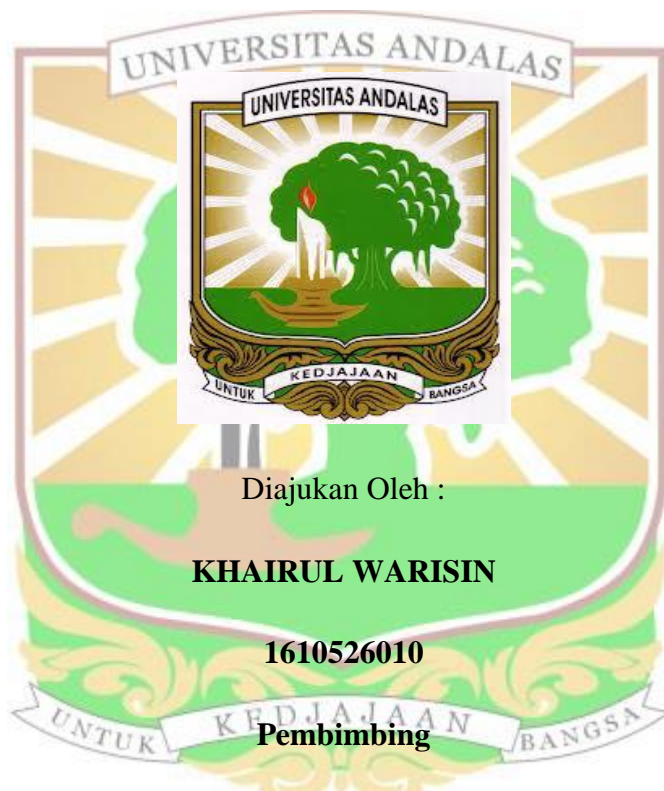 UNIVERSITAS ANDALAS
UNIVERSITAS ANDALAS
UNTUK KEDJAJAAN BANGSA
Diajukan Oleh :
KHAIRUL WARISIN
1610526010
UNTUK KEDJAJAAN BANGSA
Pembimbing